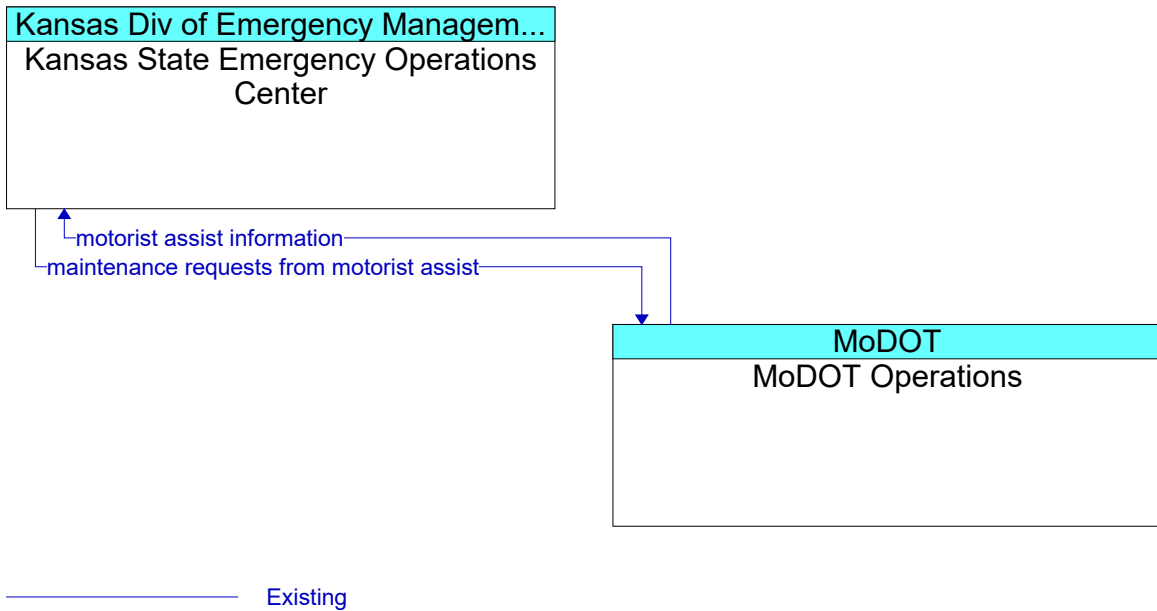 Kansas Div of Emergency Managem...
Kansas State Emergency Operations
Center
motorist assist information
maintenance requests from motorist assist
MoDOT
MoDOT Operations
Existing